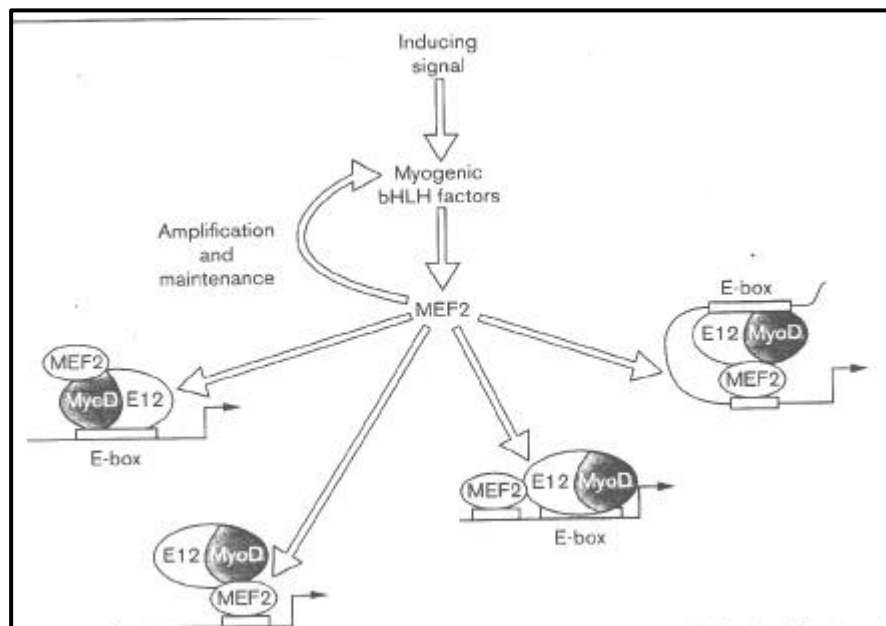 Inducing
signal
Myogenic
bHLH factors
Amplification
and
maintenance
MEF2
E-box
E12 MyoD
MEF2
MEF2
MyoD E12
E-box
MEF2 E12 MyoD
E-box
E12 MyoD
MEF2